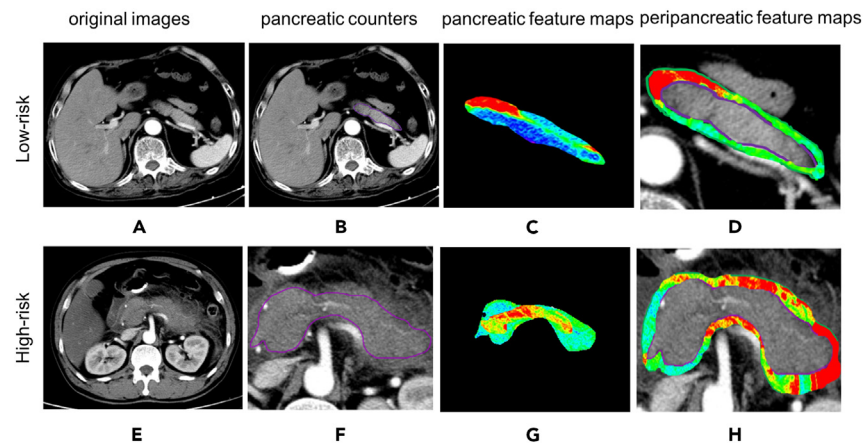 original images
pancreatic counters
pancreatic feature maps
peripancreatic feature maps
Low-risk
A
B
C
D
High-risk
E
F
G
H